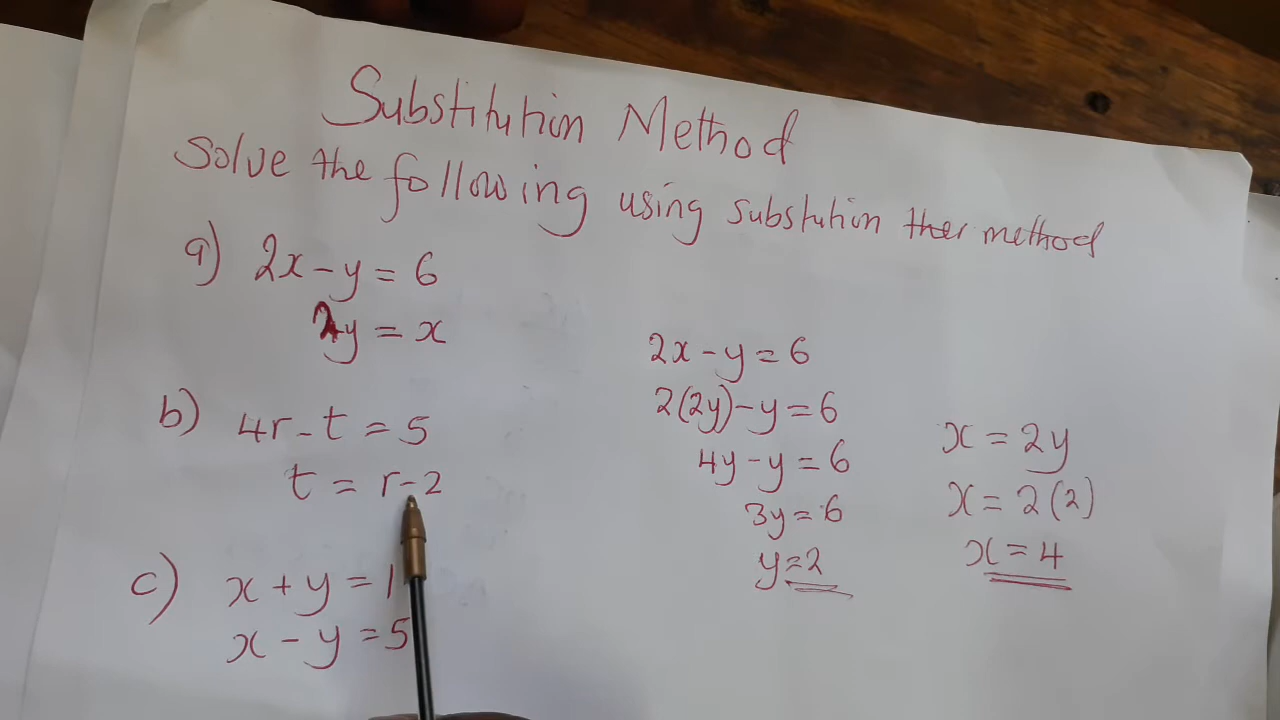 Substitution Method
Solve the following using substution ther method
a) 2x - y = 6
2y = x
b) 4r - t = 5
t = r - 2
c) x + y = 1
x - y = 5
2x - y = 6
2(2y) - y = 6
4y - y = 6
3y = 6
y = 2
x = 2y
x = 2(2)
x = 4